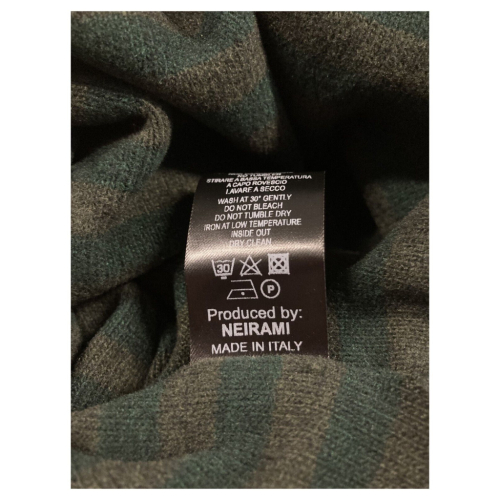 STIRARE A BASSA TEMPERATURA
A CAPO ROVESCIO
LAVARE A SECCO
WASH AT 30° GENTLY
DO NOT BLEACH
DO NOT TUMBLE DRY
IRON AT LOW TEMPERATURE
INSIDE OUT
DRY CLEAN
30
P
Produced by:
NEIRAMI
MADE IN ITALY